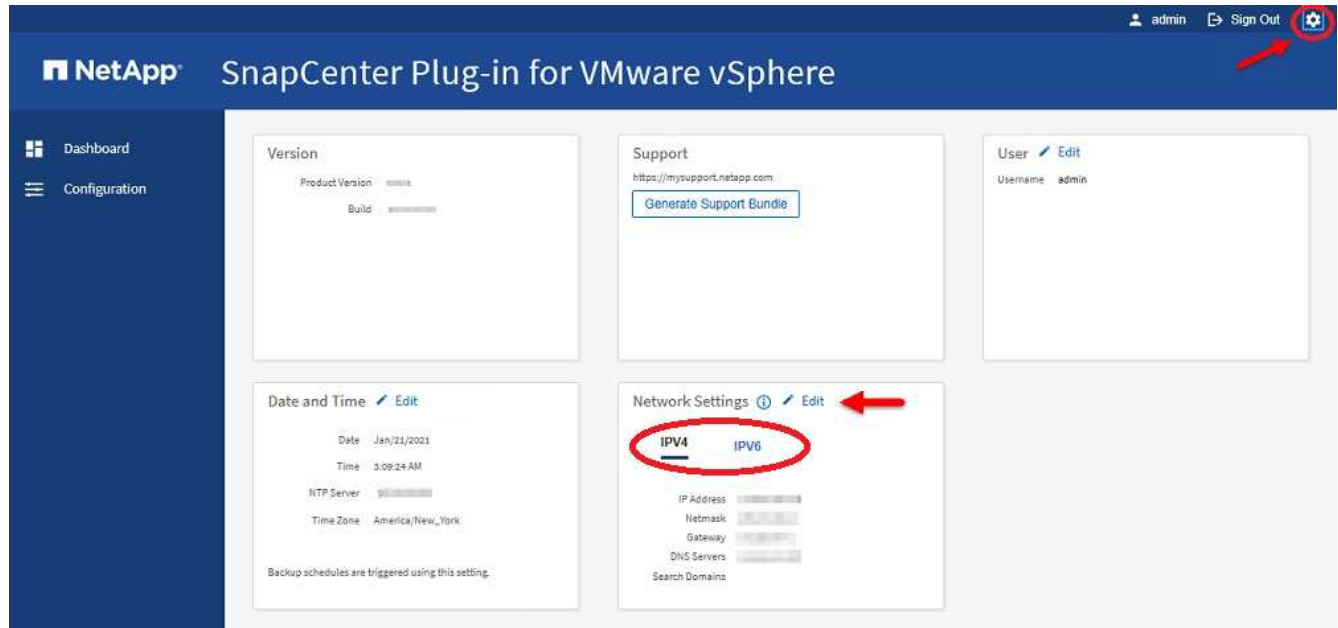 admin Sign Out
NetApp SnapCenter Plug-in for VMware vSphere
Dashboard
Configuration
Version
Product Version
Build
Support
https://mysupport.netapp.com
Generate Support Bundle
User Edit
Username admin
Date and Time Edit
Date Jan/21/2021
Time 3:09:24 AM
NTP Server
Time Zone America/New_York
Backup schedules are triggered using this setting.
Network Settings Edit
IPV4 IPV6
IP Address
Netmask
Gateway
DNS Servers
Search Domains